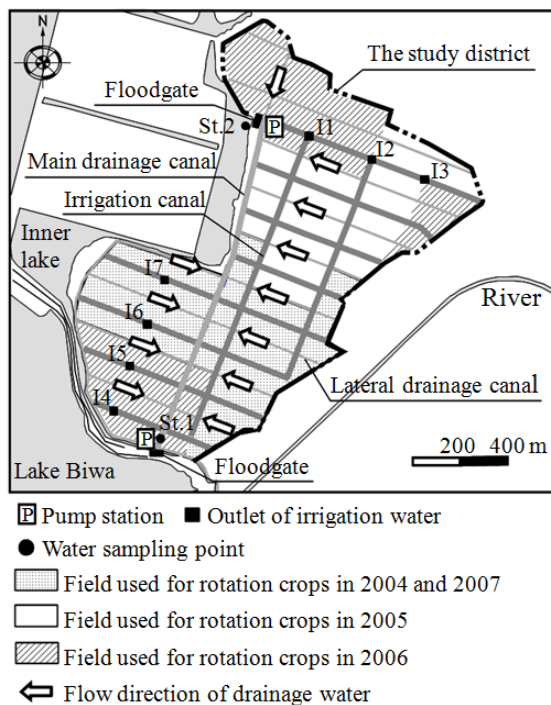 N
The study district
Floodgate
P
St.2
I1
I2
I3
Main drainage canal
Irrigation canal
Inner
lake
I7
River
I6
I5
Lateral drainage canal
I4
St.1
P
200 400 m
Lake Biwa
Floodgate
P Pump station
Outlet of irrigation water
Water sampling point
Field used for rotation crops in 2004 and 2007
Field used for rotation crops in 2005
Field used for rotation crops in 2006
Flow direction of drainage water